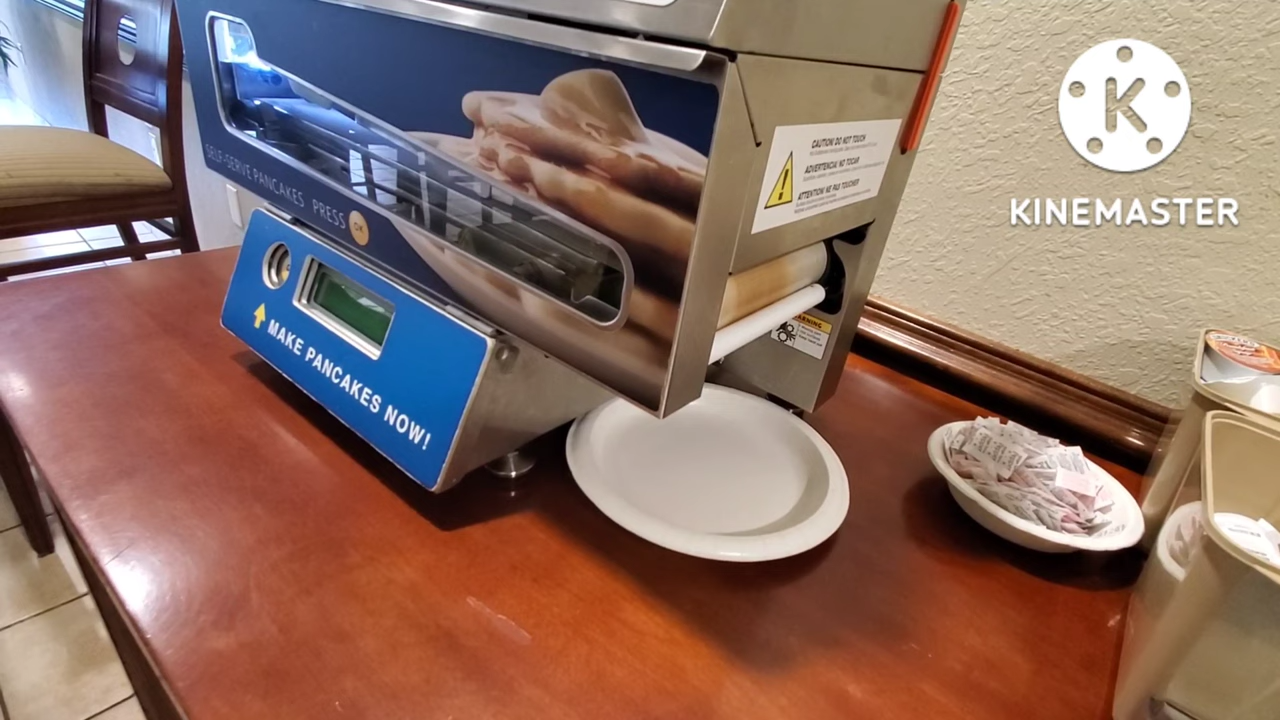 K
KINEMASTER
CAUTION! DO NOT TOUCH
ADVERTENCIA! NO TOCAR
ATTENTION! NE PAS TOUCHER
SELF-SERVE PANCAKES PRESS OK
WARNING
MAKE PANCAKES NOW!